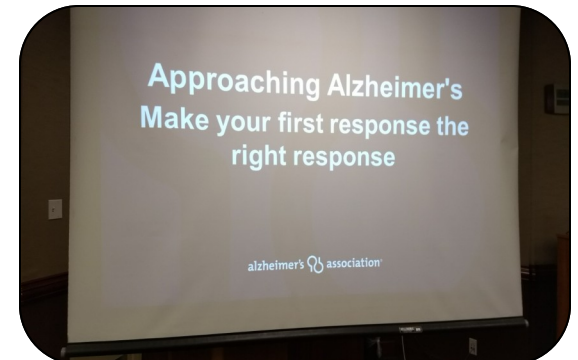 Approaching Alzheimer's
Make your first response the
right response
alzheimer's association